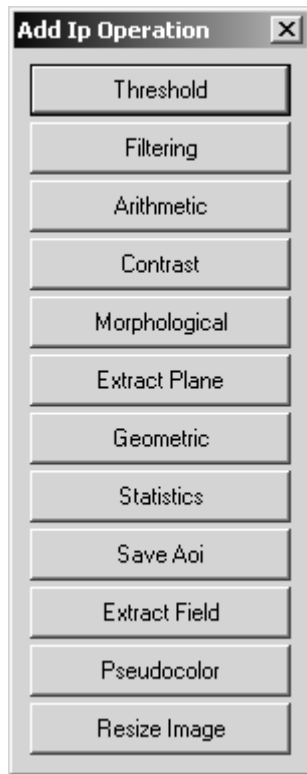 Add Ip Operation
Threshold
Filtering
Arithmetic
Contrast
Morphological
Extract Plane
Geometric
Statistics
Save Aoi
Extract Field
Pseudocolor
Resize Image